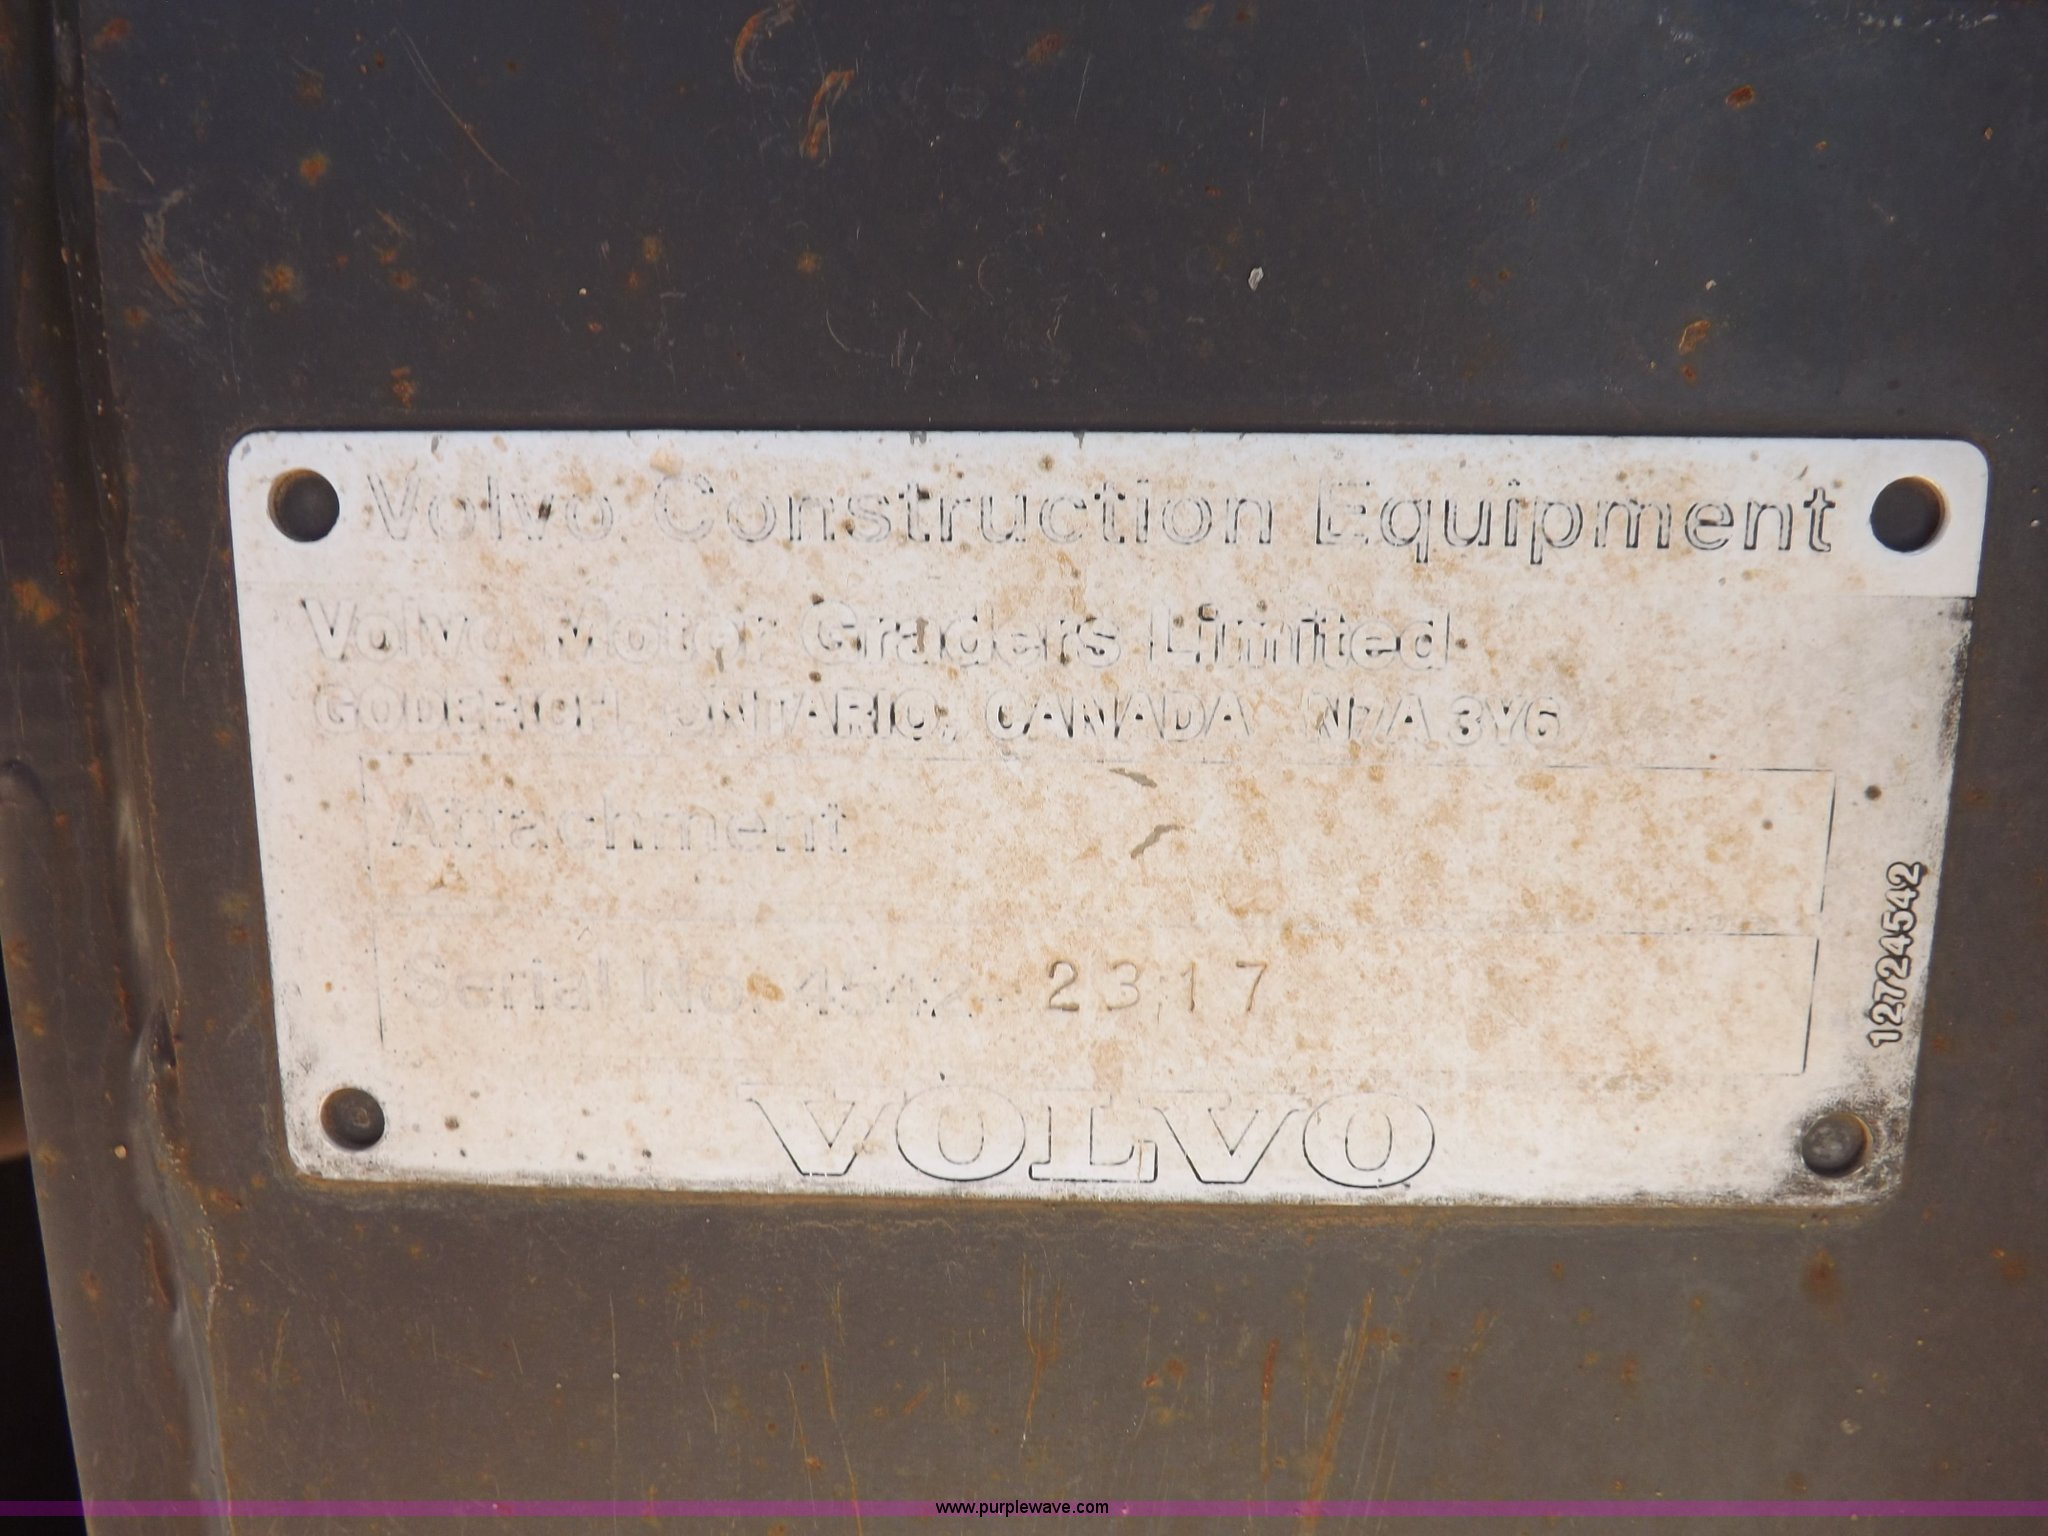 Volvo Construction Equipment
Volvo Motor Graders Limited
GODERICH, ONTARIO, CANADA N7A 3Y6
Attachment
Serial No. 4542- 2317
12724542
VOLVO
www.purplewave.com